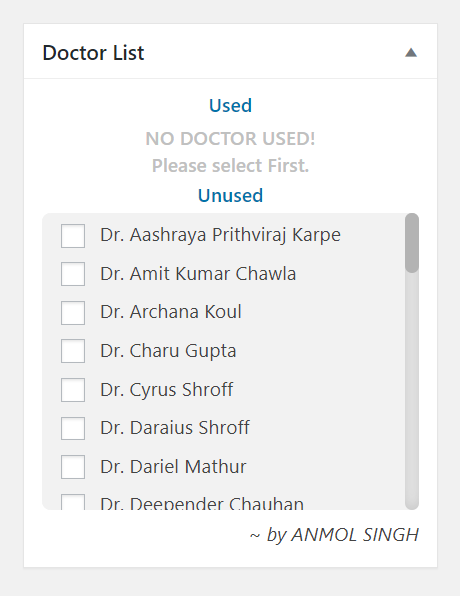 Doctor List
Used
NO DOCTOR USED!
Please select First.
Unused
Dr. Aashraya Prithviraj Karpe
Dr. Amit Kumar Chawla
Dr. Archana Koul
Dr. Charu Gupta
Dr. Cyrus Shroff
Dr. Daraius Shroff
Dr. Dariel Mathur
Dr. Deepender Chauhan
~ by ANMOL SINGH